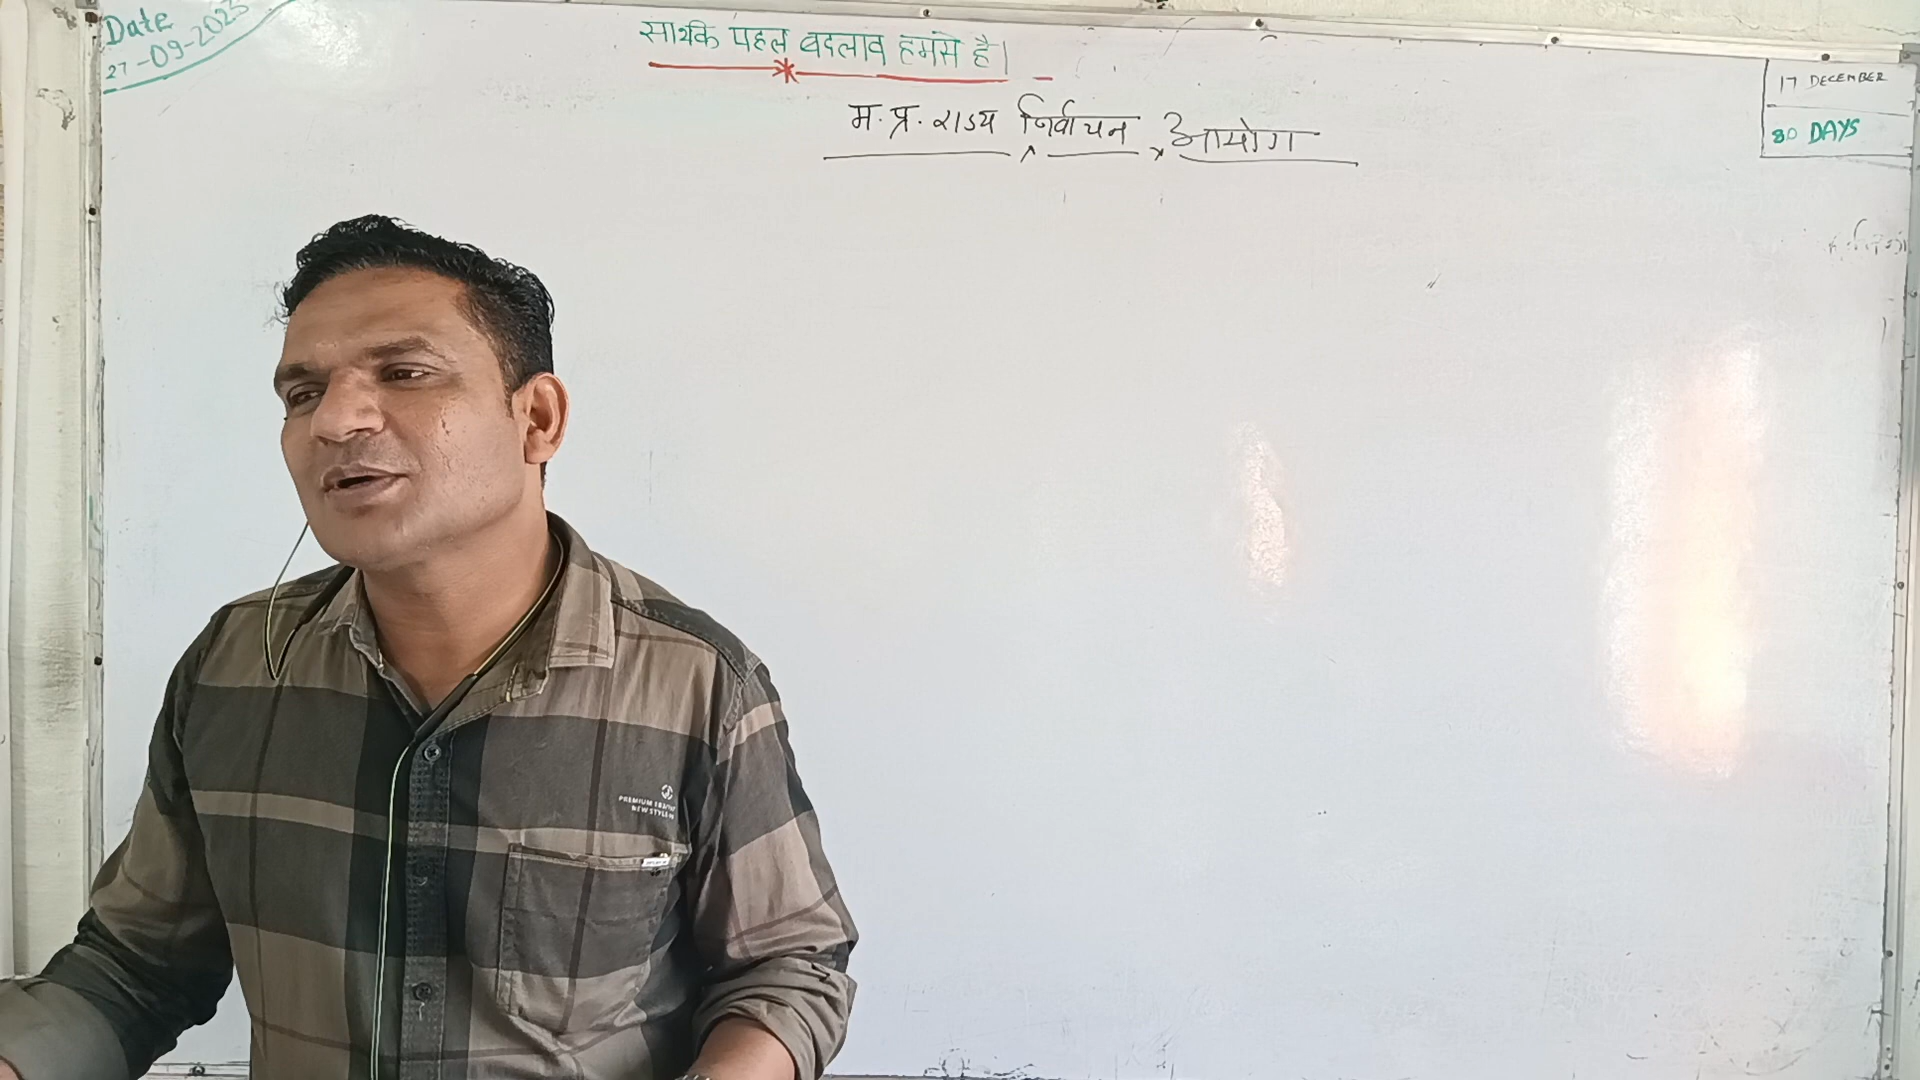 Date
27-09-2023
सार्थक पहल बदलाव हमसे है।
म. प्र. राज्य निर्वाचन आयोग
17 DECEMBER
80 DAYS
PREMIUM
NEW STYLE